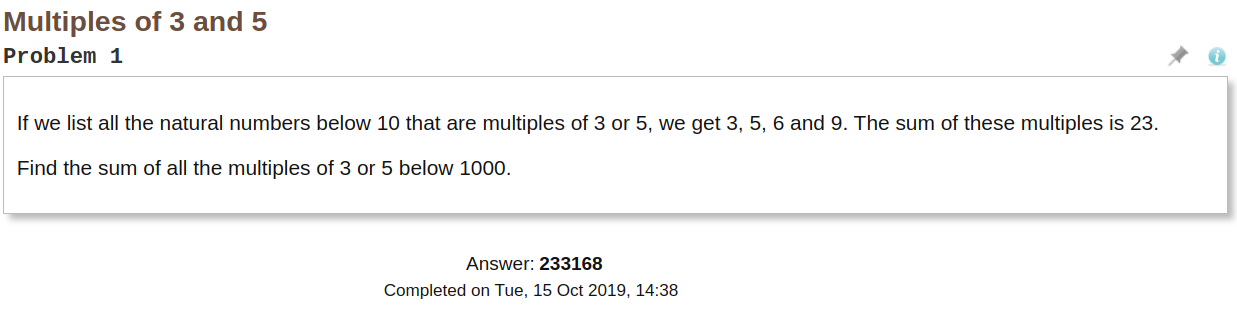 Multiples of 3 and 5
Problem 1
If we list all the natural numbers below 10 that are multiples of 3 or 5, we get 3, 5, 6 and 9. The sum of these multiples is 23.
Find the sum of all the multiples of 3 or 5 below 1000.
Answer: 233168
Completed on Tue, 15 Oct 2019, 14:38